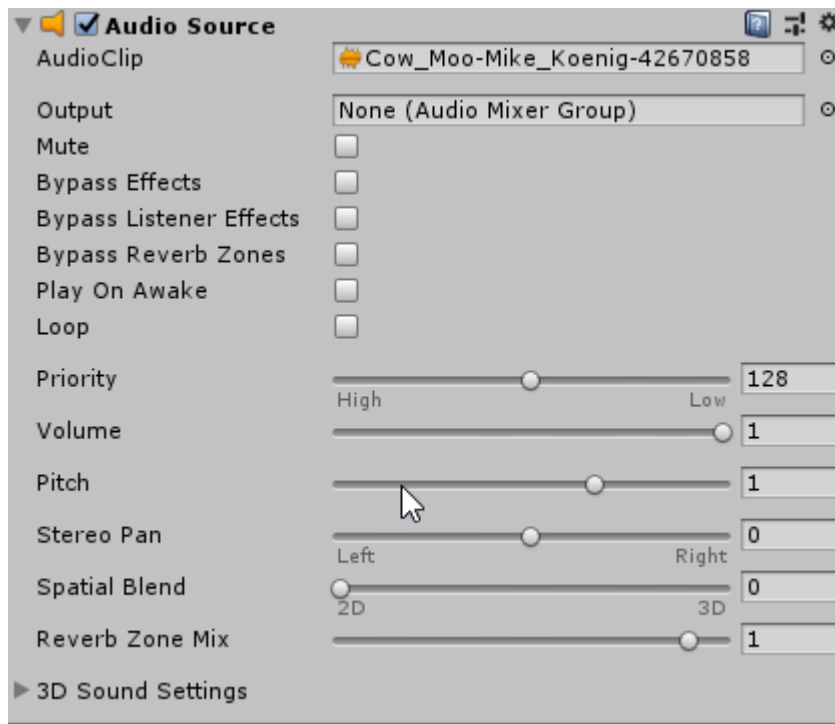 Audio Source
AudioClip Cow_Moo-Mike_Koenig-42670858
Output None (Audio Mixer Group)
Mute
Bypass Effects
Bypass Listener Effects
Bypass Reverb Zones
Play On Awake
Loop
Priority 128
High Low
Volume 1
Pitch 1
Stereo Pan 0
Left Right
Spatial Blend 0
2D 3D
Reverb Zone Mix 1
3D Sound Settings